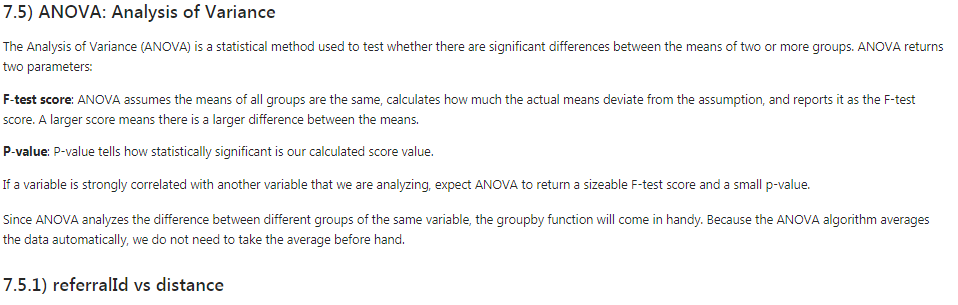 7.5) ANOVA: Analysis of Variance
The Analysis of Variance (ANOVA) is a statistical method used to test whether there are significant differences between the means of two or more groups. ANOVA returns
two parameters:
F-test score: ANOVA assumes the means of all groups are the same, calculates how much the actual means deviate from the assumption, and reports it as the F-test
score. A larger score means there is a larger difference between the means.
P-value: P-value tells how statistically significant is our calculated score value.
If a variable is strongly correlated with another variable that we are analyzing, expect ANOVA to return a sizeable F-test score and a small p-value.
Since ANOVA analyzes the difference between different groups of the same variable, the groupby function will come in handy. Because the ANOVA algorithm averages
the data automatically, we do not need to take the average before hand.
7.5.1) referralId vs distance